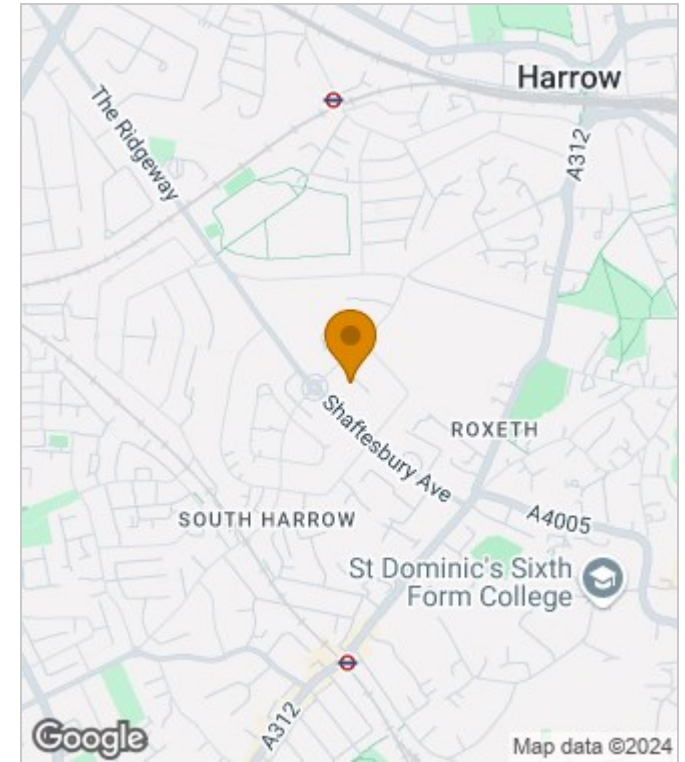 Harrow
The Ridgeway
A312
Shaftesbury Ave
ROXETH
SOUTH HARROW
A4005
St Dominic's Sixth
Form College
A312
Google
Map data ©2024